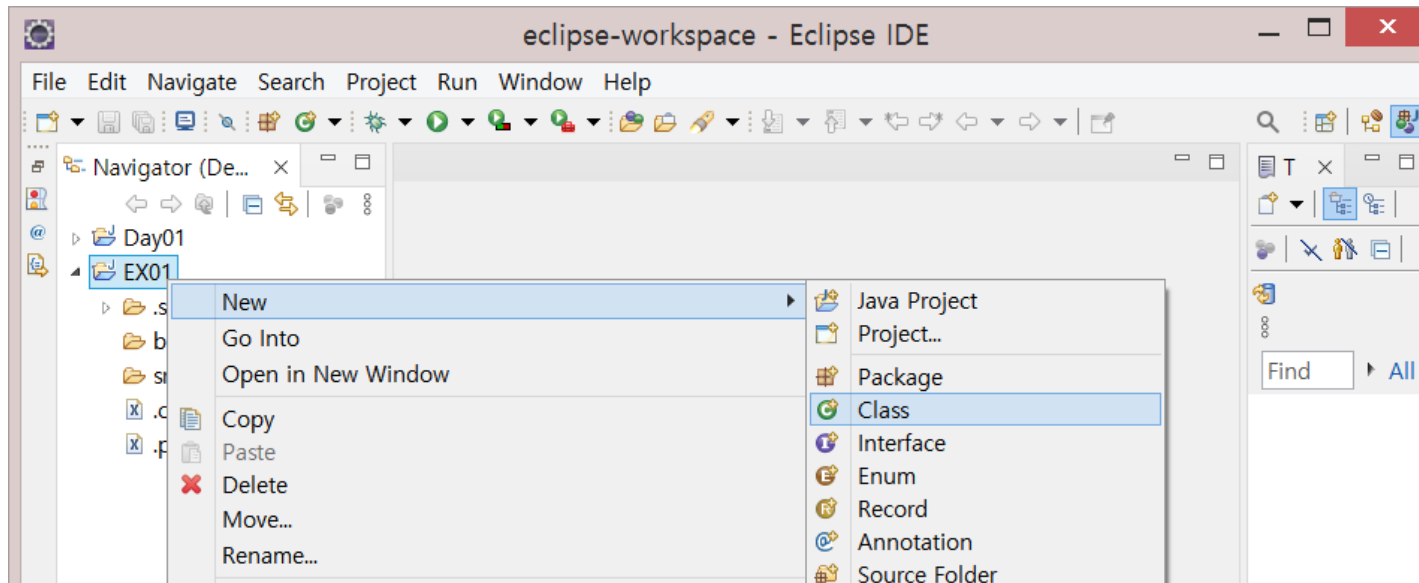 eclipse-workspace - Eclipse IDE
File Edit Navigate Search Project Run Window Help
Navigator (De...
T
Day01
EX01
.s
b
sr
.c
.p
New
Go Into
Open in New Window
Copy
Paste
Delete
Move...
Rename...
Java Project
Project...
Package
Class
Interface
Enum
Record
Annotation
Source Folder
Find
All